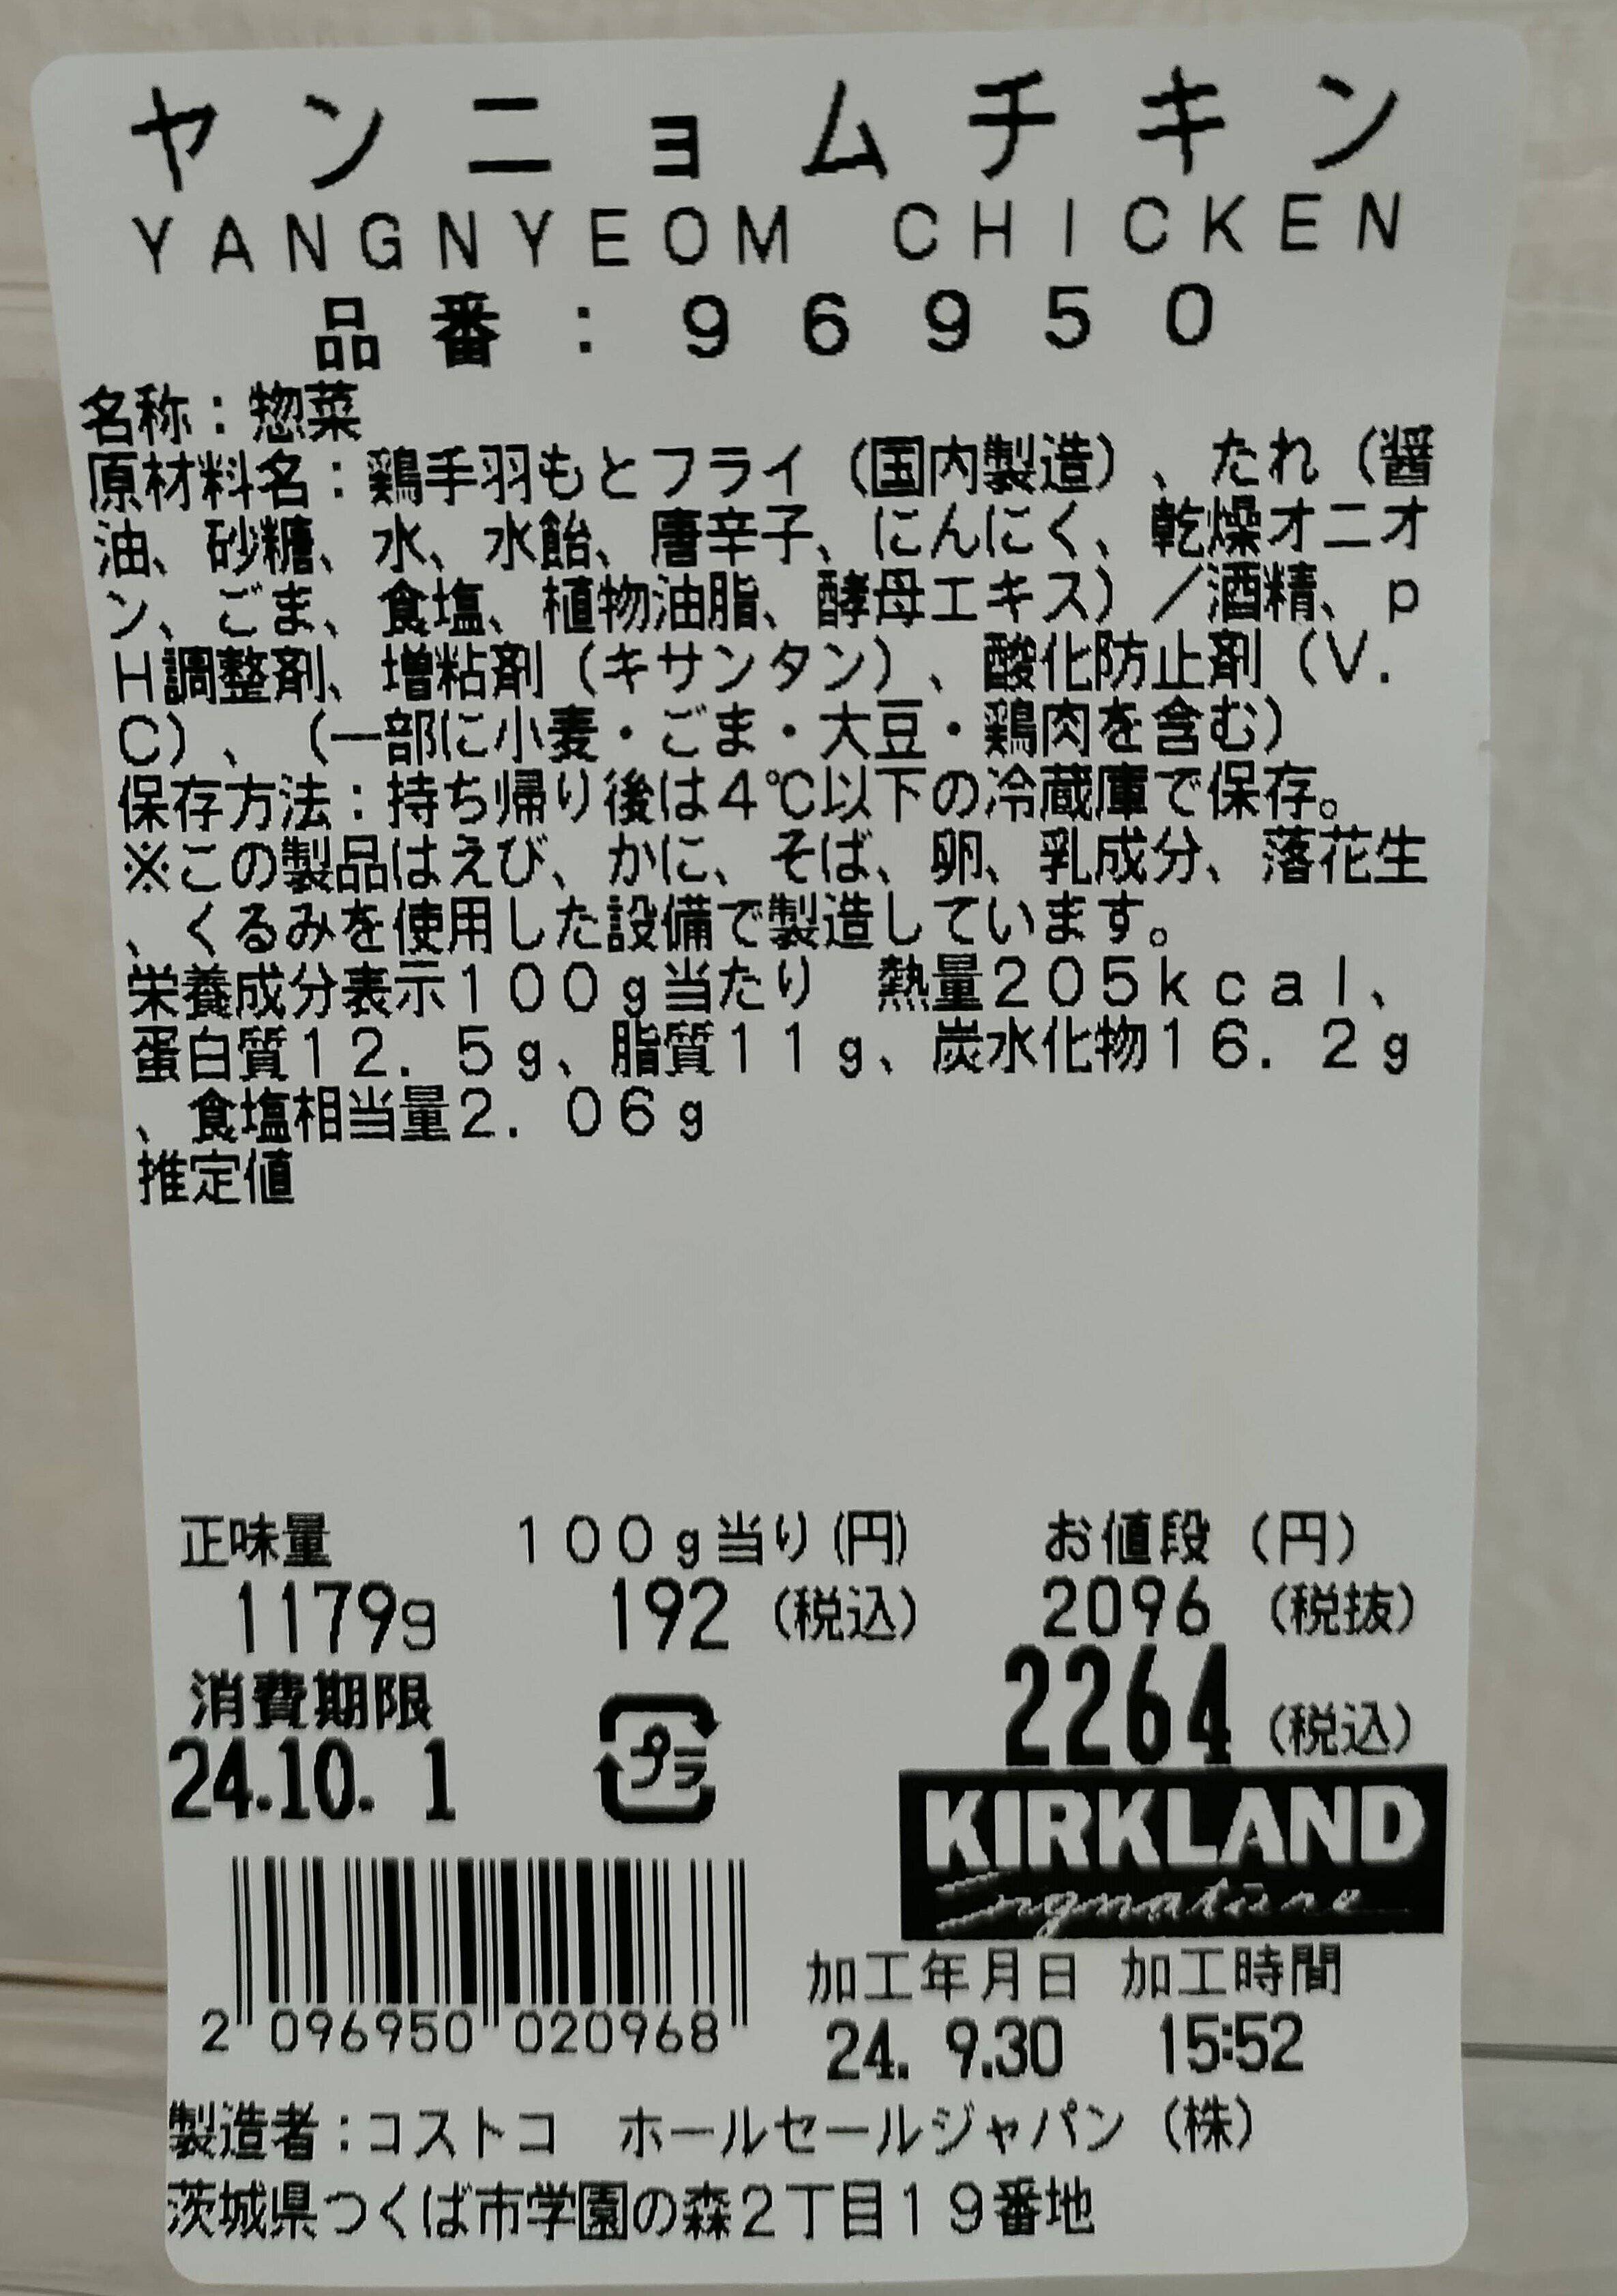 ヤンニョムチキン
YANGNYEOM CHICKEN
品番:96950
名称:惣菜
原材料名:鶏手羽もとフライ(国内製造)、たれ(醤
油、砂糖、水、水飴、唐辛子、にんにく、乾燥オニオ
ン、ごま、食塩、植物油脂、酵母エキス)/酒精、p
H調整剤、増粘剤(キサンタン)、酸化防止剤(V.
C)、(一部に小麦・ごま・大豆・鶏肉を含む)
保存方法:持ち帰り後は4℃以下の冷蔵庫で保存。
※この製品はえび、かに、そば、卵、乳成分、落花生
、くるみを使用した設備で製造しています。
栄養成分表示100g当たり 熱量205kcal、
蛋白質12.5g、脂質11g、炭水化物16.2g
、食塩相当量2.06g
推定値
正味量 100g当り(円) お値段(円)
1179g 192(税込) 2096(税抜)
2264(税込)
消費期限
24.10. 1
プラ
KIRKLAND
Signature
2 096950 020968
加工年月日 加工時間
24. 9.30 15:52
製造者:コストコ ホールセールジャパン(株)
茨城県つくば市学園の森2丁目19番地